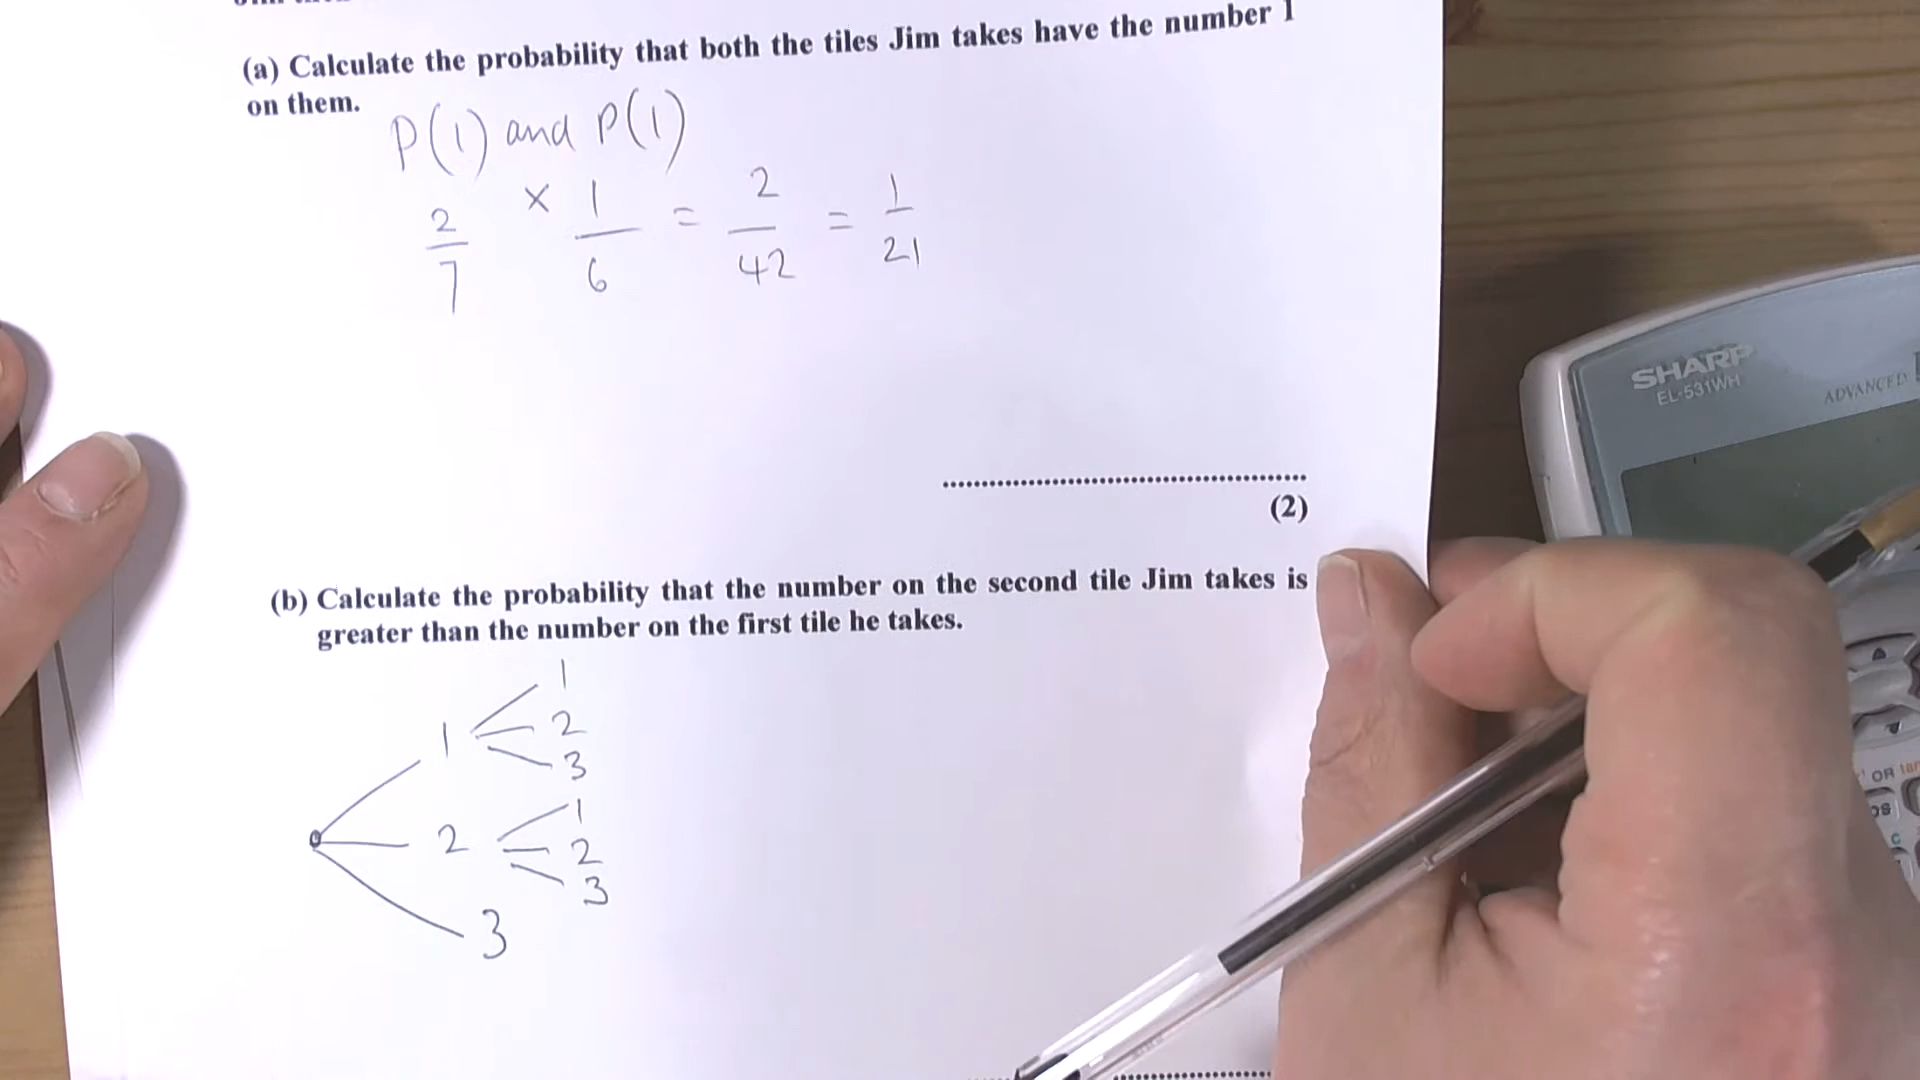 (a) Calculate the probability that both the tiles Jim takes have the number 1
on them.
P(1) and P(1)
2/7 × 1/6 = 2/42 = 1/21
(2)
(b) Calculate the probability that the number on the second tile Jim takes is
greater than the number on the first tile he takes.
1
1 2
3
1
2 2
3
3
SHARP
EL-531WH
ADVANCED
OR
C